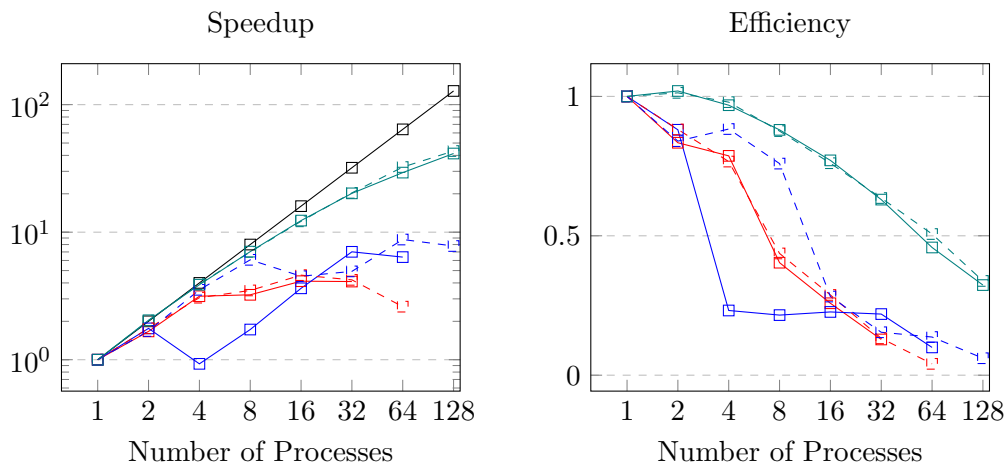 Speedup
10^2
10^1
10^0
1 2 4 8 16 32 64 128
Number of Processes
Efficiency
1
0.5
0
1 2 4 8 16 32 64 128
Number of Processes